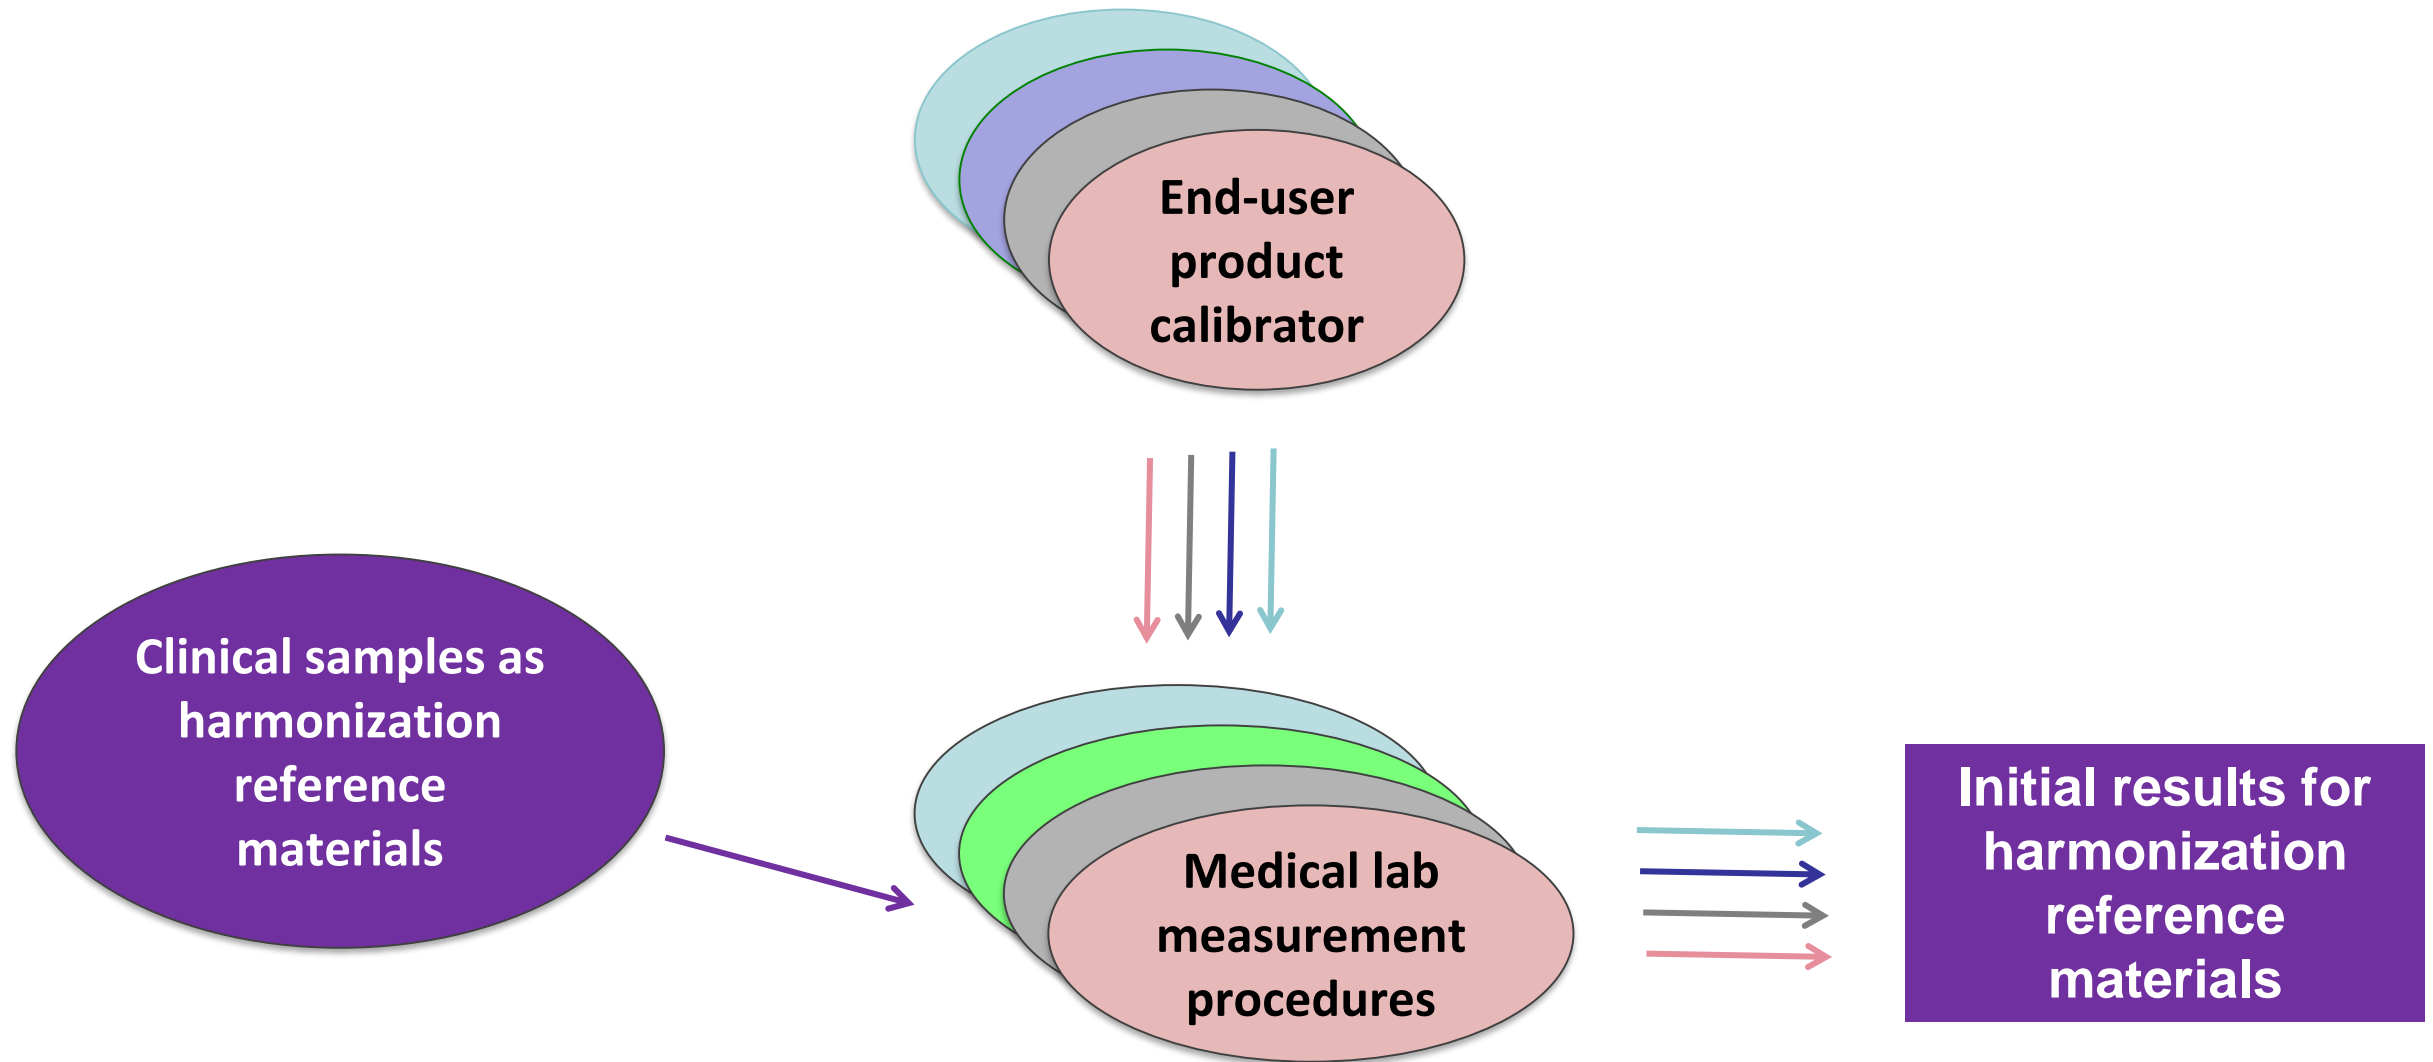 End-user
product
calibrator
Clinical samples as
harmonization
reference
materials
Medical lab
measurement
procedures
Initial results for
harmonization
reference
materials